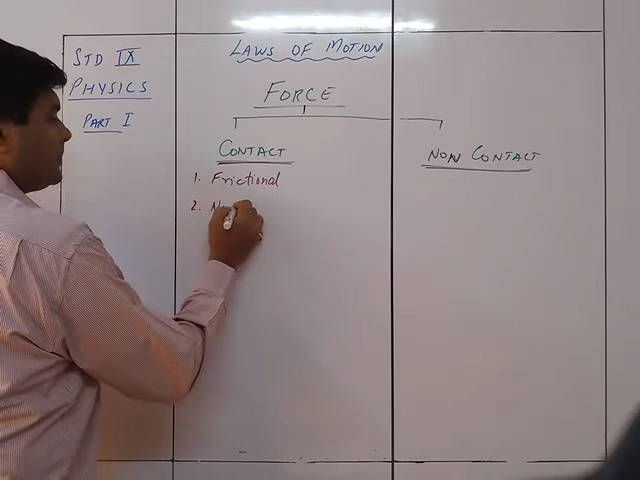 STD IX
PHYSICS
PART I
LAWS OF MOTION
FORCE
CONTACT
NON CONTACT
1. Frictional
2. N